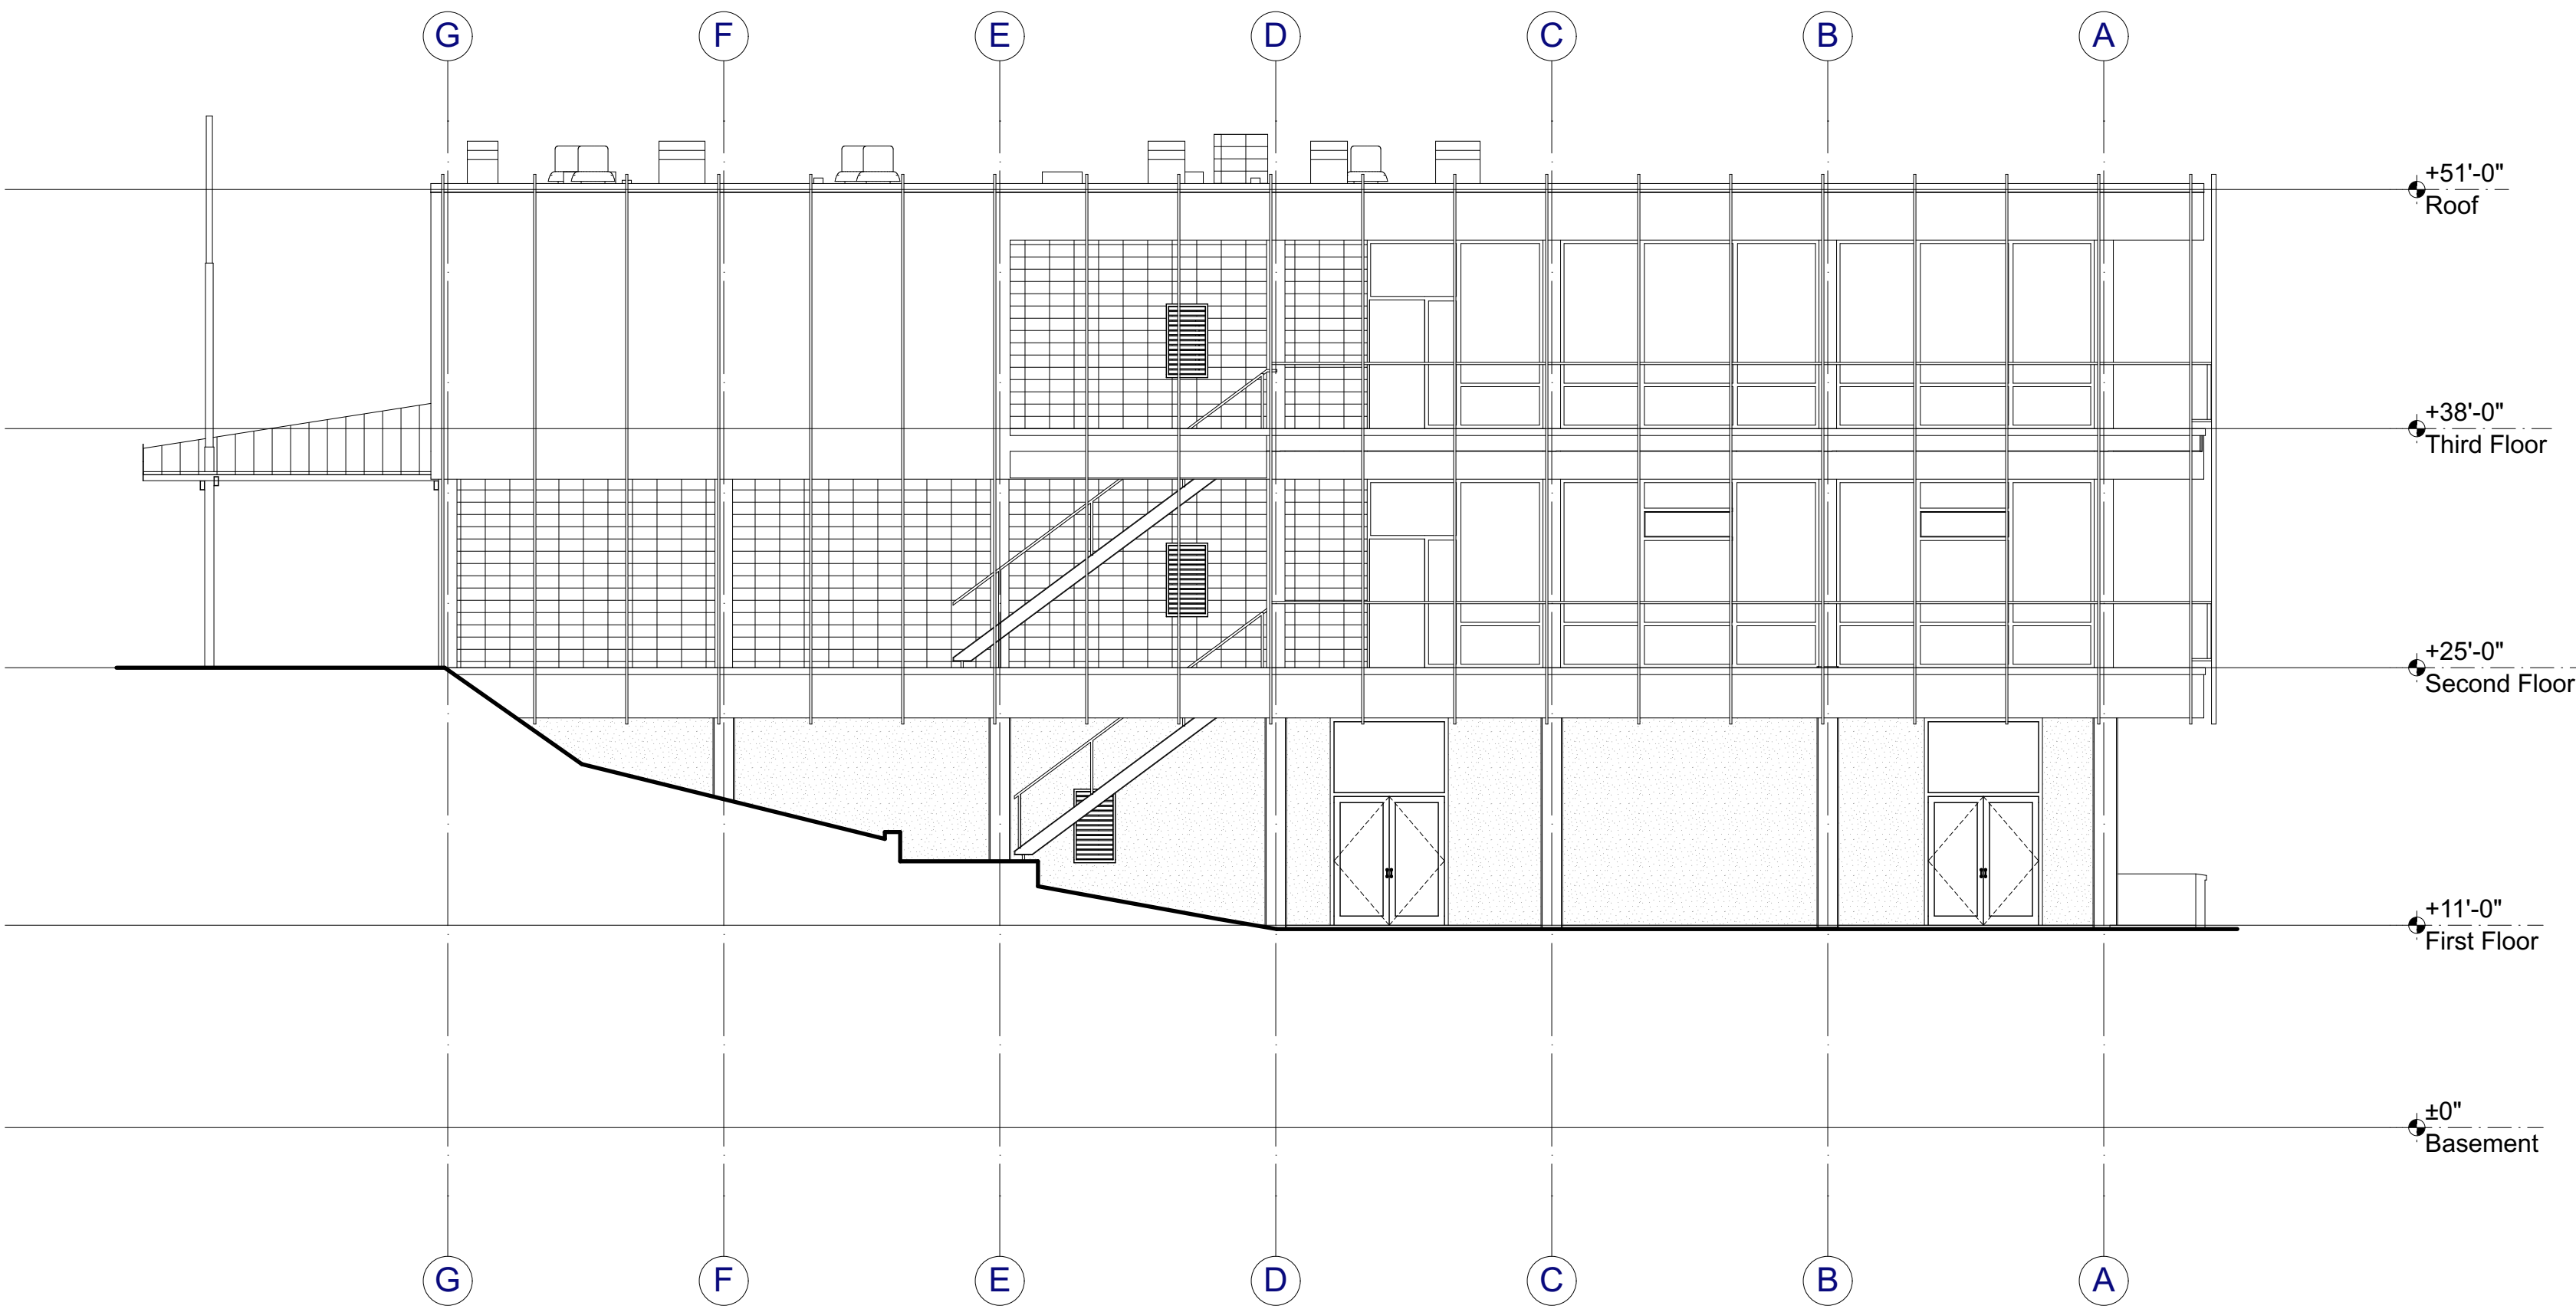 G F E D C B A
+51'-0"
Roof
+38'-0"
Third Floor
+25'-0"
Second Floor
+11'-0"
First Floor
±0"
Basement
G F E D C B A